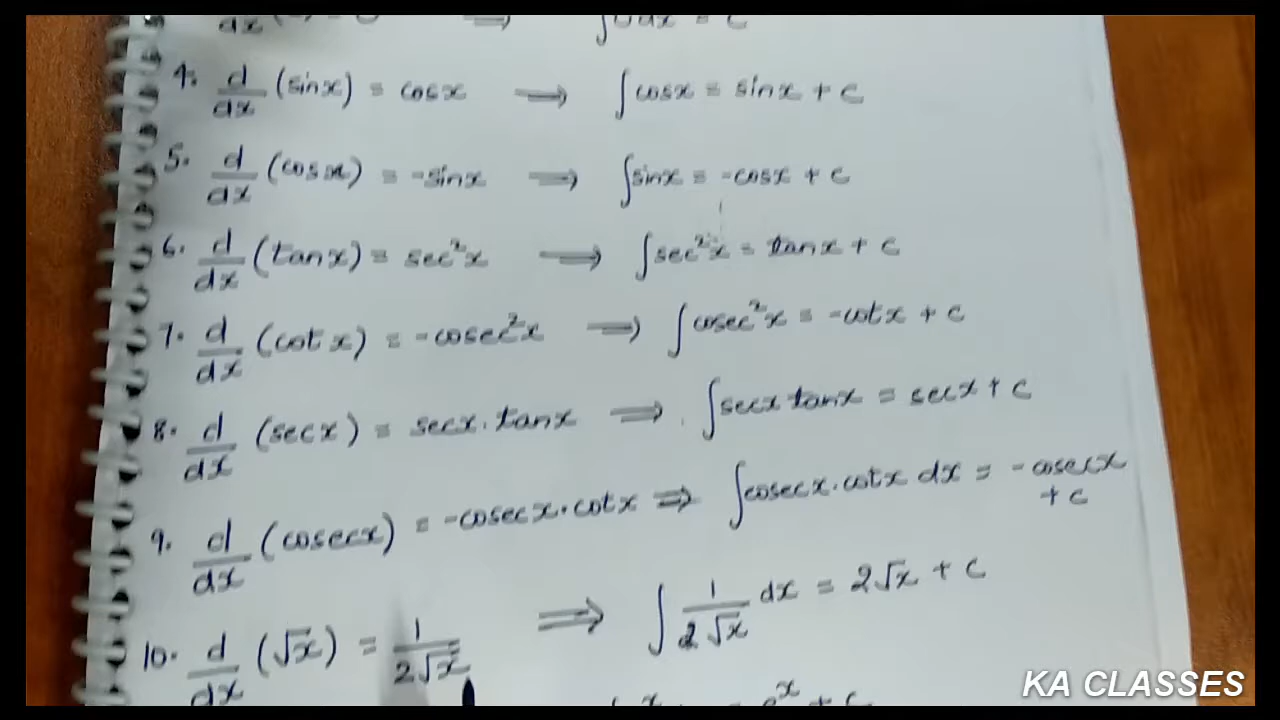 4. d/dx (sinx) = cosx ⟹ ∫cosx = sinx + c
5. d/dx (cosx) = -sinx ⟹ ∫sinx = -cosx + c
6. d/dx (tanx) = sec²x ⟹ ∫sec²x = tanx + c
7. d/dx (cotx) = -cosec²x ⟹ ∫cosec²x = -cotx + c
8. d/dx (secx) = secx.tanx ⟹ ∫secx tanx = secx + c
9. d/dx (cosecx) = -cosecx.cotx ⟹ ∫cosecx.cotx dx = -cosecx
+ c
10. d/dx (√x) = 1/2√x ⟹ ∫ 1/2√x dx = 2√x + c
KA CLASSES